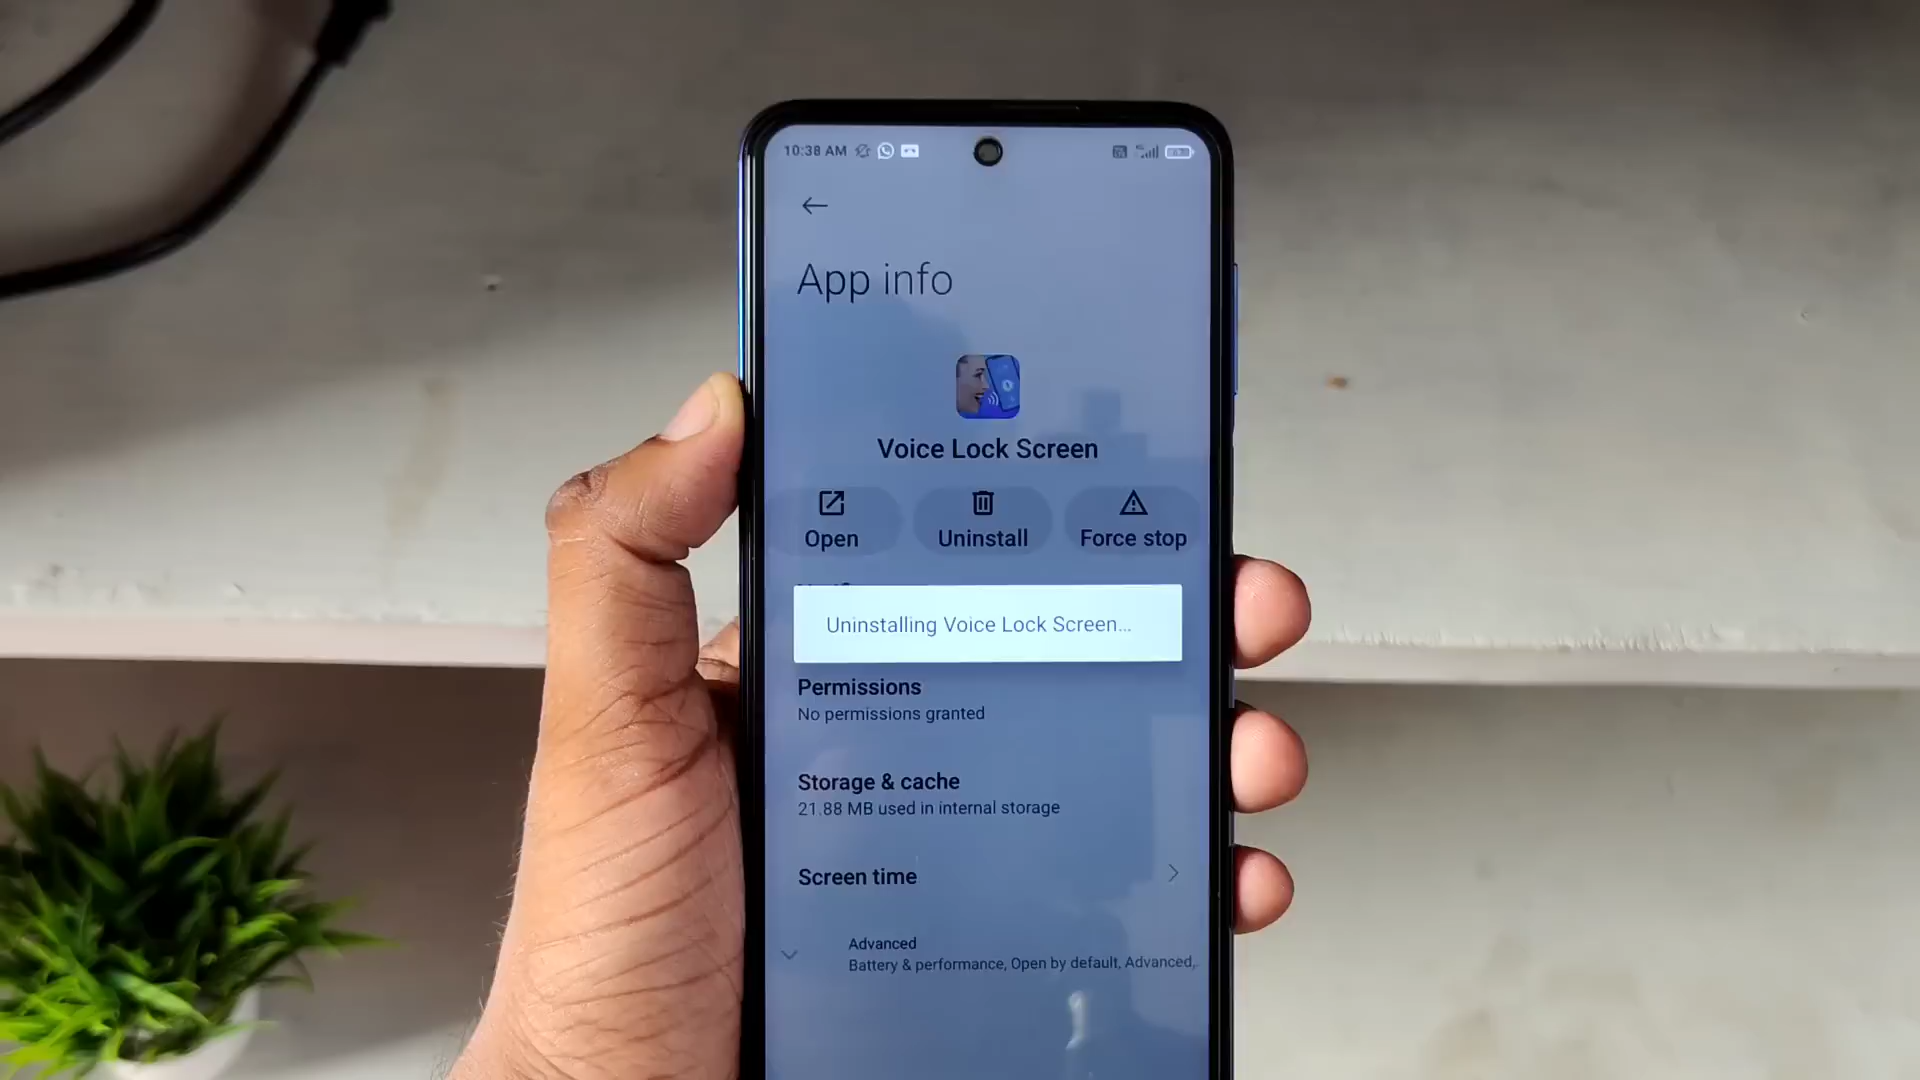 10:38 AM
App info
Voice Lock Screen
Open
Uninstall
Force stop
Uninstalling Voice Lock Screen...
Permissions
No permissions granted
Storage & cache
21.88 MB used in internal storage
Screen time
Advanced
Battery & performance, Open by default, Advanced,